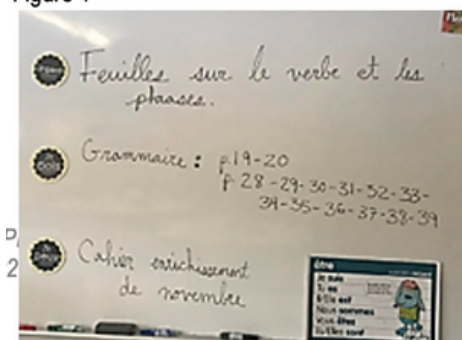 Feuilles sur le verbe et les
phrases.
Grammaire : p.19-20
p.28-29-30-31-32-33-
34-35-36-37-38-39
Cahier enrichissement
de novembre
être
Je suis
Tu es
Il/Elle est
Nous sommes
Vous êtes
Ils/Elles sont